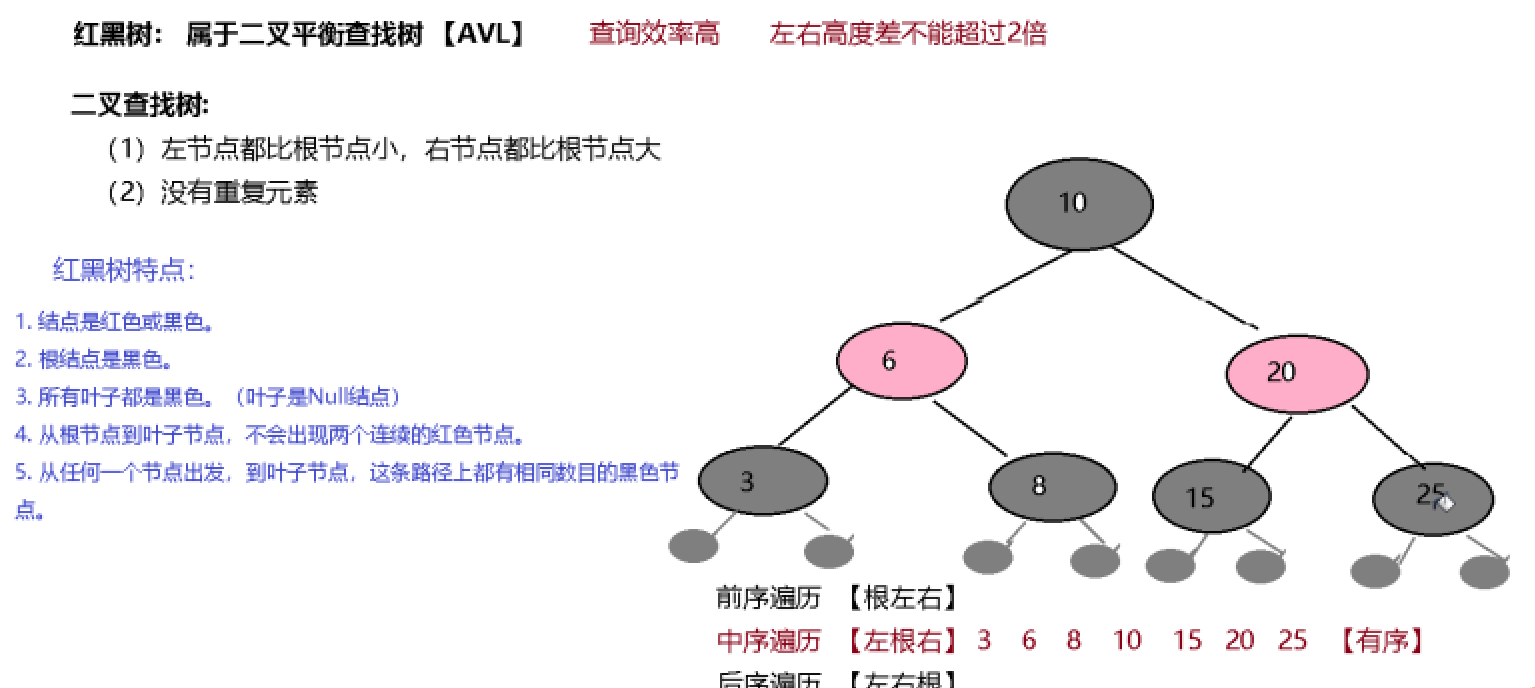 红黑树： 属于二叉平衡查找树 【AVL】 查询效率高 左右高度差不能超过2倍
二叉查找树:
（1）左节点都比根节点小，右节点都比根节点大
（2）没有重复元素
红黑树特点：
1. 结点是红色或黑色。
2. 根结点是黑色。
3. 所有叶子都是黑色。（叶子是Null结点）
4. 从根节点到叶子节点，不会出现两个连续的红色节点。
5. 从任何一个节点出发，到叶子节点，这条路径上都有相同数目的黑色节
点。
10
6 20
3 8 15 25
前序遍历 【根左右】
中序遍历 【左根右】 3 6 8 10 15 20 25 【有序】
后序遍历 【左右根】